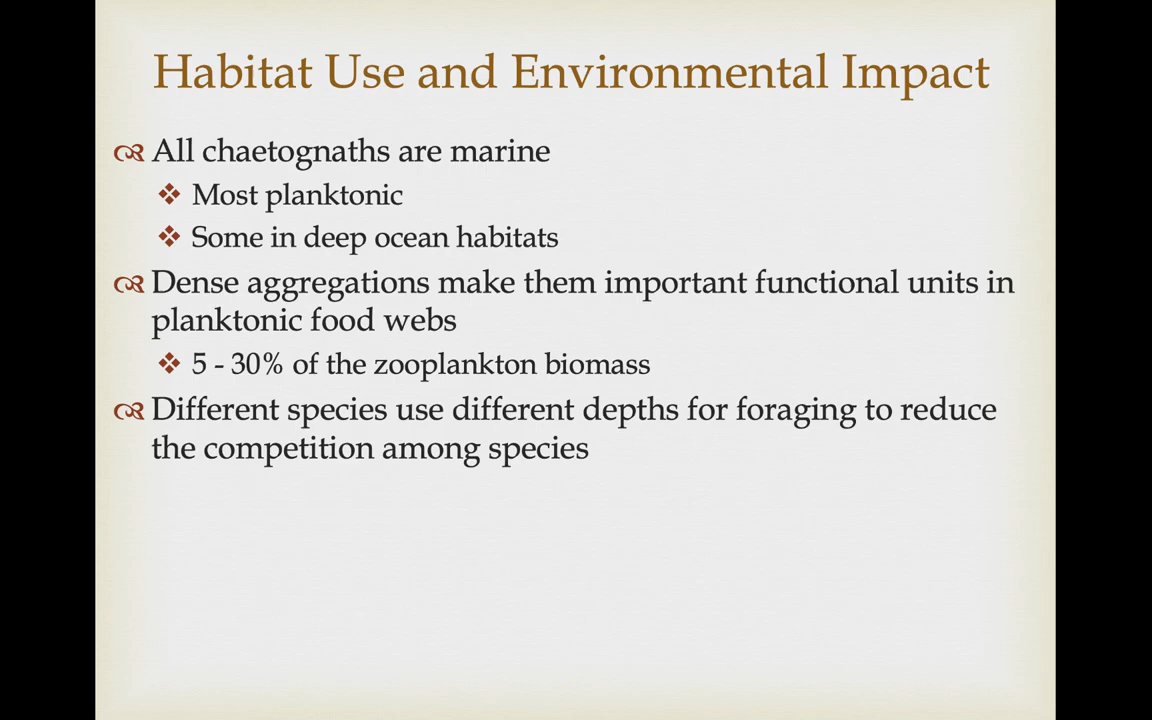 Habitat Use and Environmental Impact
All chaetognaths are marine
Most planktonic
Some in deep ocean habitats
Dense aggregations make them important functional units in
planktonic food webs
5 - 30% of the zooplankton biomass
Different species use different depths for foraging to reduce
the competition among species